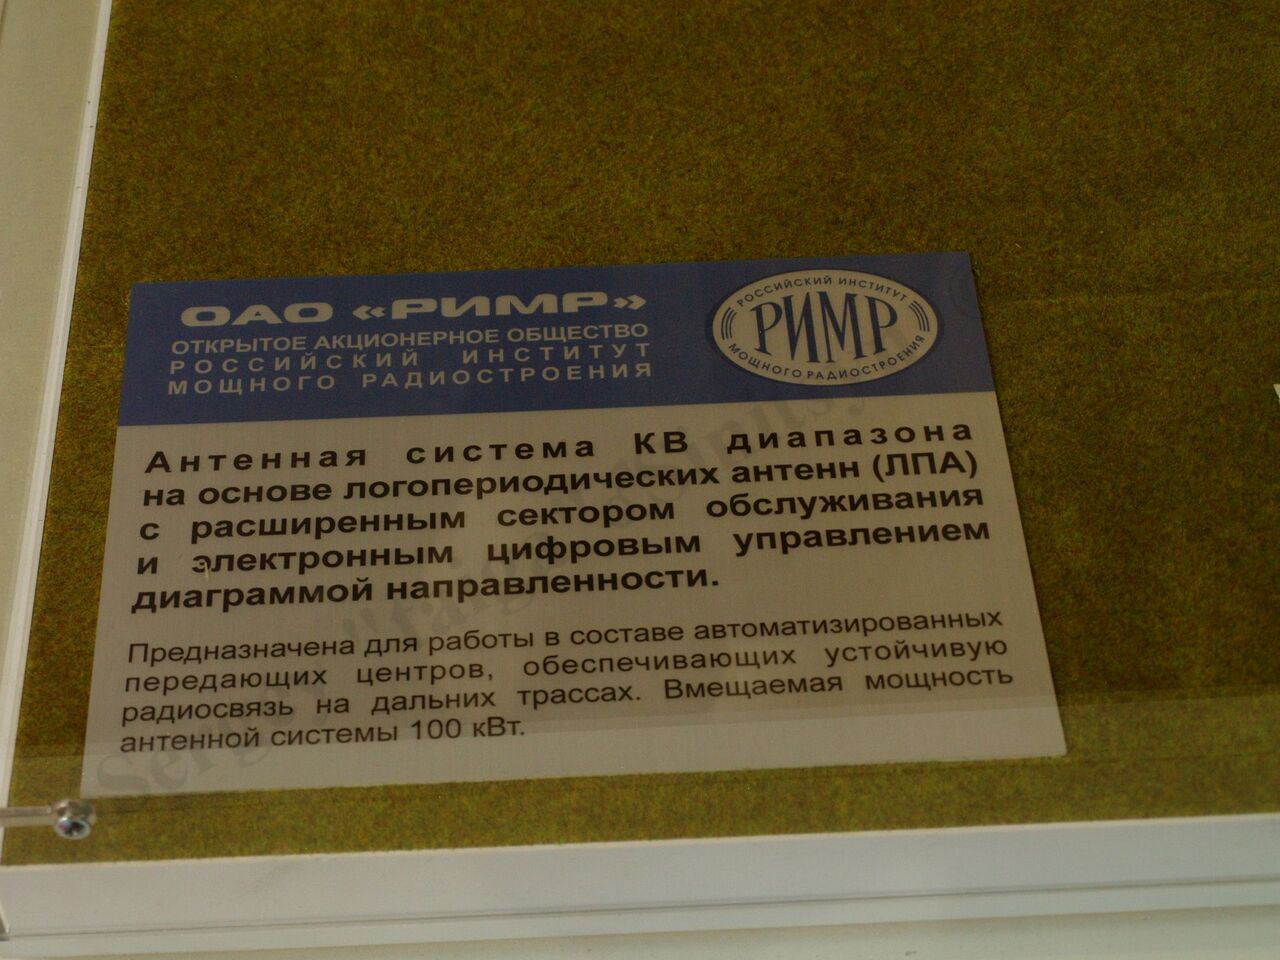 ОАО «РИМР»
ОТКРЫТОЕ АКЦИОНЕРНОЕ ОБЩЕСТВО
РОССИЙСКИЙ ИНСТИТУТ
МОЩНОГО РАДИОСТРОЕНИЯ
РОССИЙСКИЙ ИНСТИТУТ
РИМР
МОЩНОГО РАДИОСТРОЕНИЯ
Антенная система КВ диапазона
на основе логопериодических антенн (ЛПА)
с расширенным сектором обслуживания
и электронным цифровым управлением
диаграммой направленности.
Предназначена для работы в составе автоматизированных
передающих центров, обеспечивающих устойчивую
радиосвязь на дальних трассах. Вмещаемая мощность
антенной системы 100 кВт.